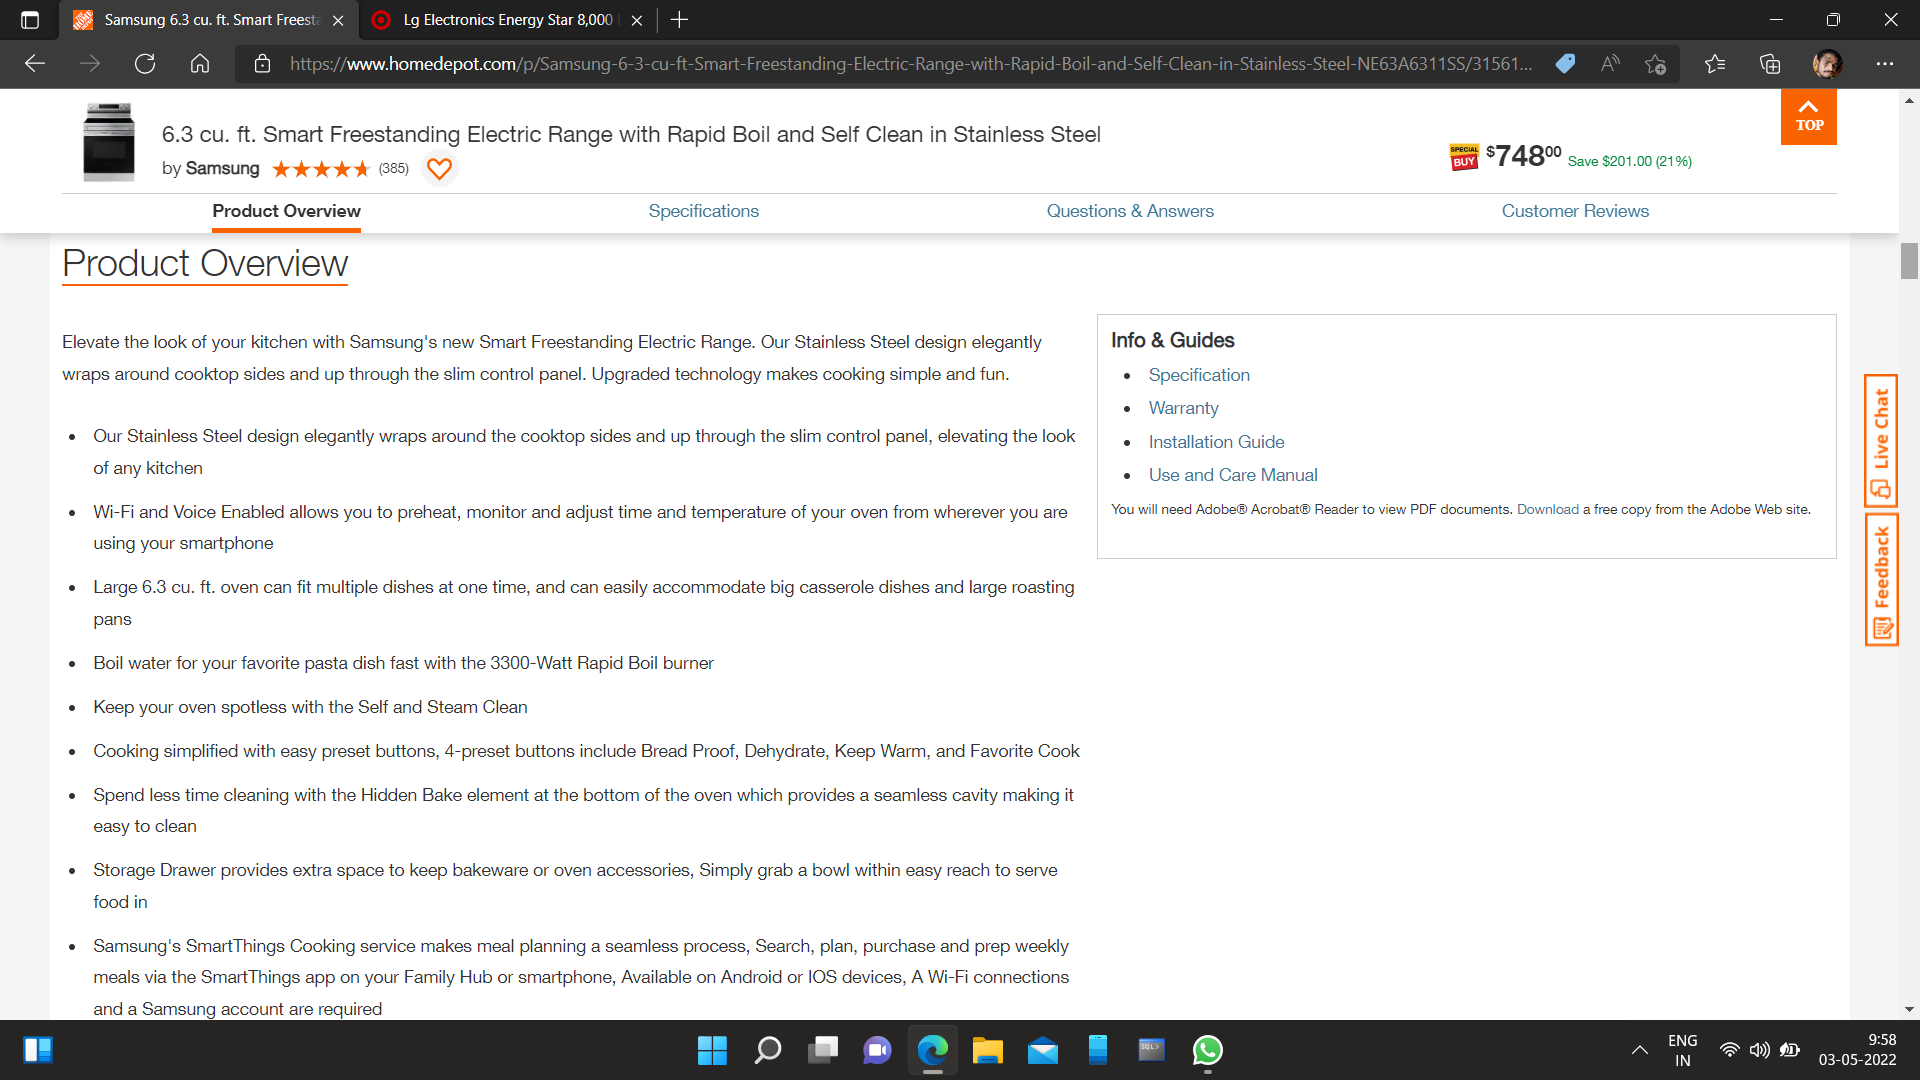 Samsung 6.3 cu. ft. Smart Freesta
Lg Electronics Energy Star 8,000
https://www.homedepot.com/p/Samsung-6-3-cu-ft-Smart-Freestanding-Electric-Range-with-Rapid-Boil-and-Self-Clean-in-Stainless-Steel-NE63A6311SS/31561...
6.3 cu. ft. Smart Freestanding Electric Range with Rapid Boil and Self Clean in Stainless Steel
by Samsung (385)
SPECIAL BUY $748⁰⁰ Save $201.00 (21%)
TOP
Product Overview Specifications Questions & Answers Customer Reviews
Product Overview
Elevate the look of your kitchen with Samsung's new Smart Freestanding Electric Range. Our Stainless Steel design elegantly
wraps around cooktop sides and up through the slim control panel. Upgraded technology makes cooking simple and fun.
• Our Stainless Steel design elegantly wraps around the cooktop sides and up through the slim control panel, elevating the look
of any kitchen
• Wi-Fi and Voice Enabled allows you to preheat, monitor and adjust time and temperature of your oven from wherever you are
using your smartphone
• Large 6.3 cu. ft. oven can fit multiple dishes at one time, and can easily accommodate big casserole dishes and large roasting
pans
• Boil water for your favorite pasta dish fast with the 3300-Watt Rapid Boil burner
• Keep your oven spotless with the Self and Steam Clean
• Cooking simplified with easy preset buttons, 4-preset buttons include Bread Proof, Dehydrate, Keep Warm, and Favorite Cook
• Spend less time cleaning with the Hidden Bake element at the bottom of the oven which provides a seamless cavity making it
easy to clean
• Storage Drawer provides extra space to keep bakeware or oven accessories, Simply grab a bowl within easy reach to serve
food in
• Samsung's SmartThings Cooking service makes meal planning a seamless process, Search, plan, purchase and prep weekly
meals via the SmartThings app on your Family Hub or smartphone, Available on Android or IOS devices, A Wi-Fi connections
and a Samsung account are required
Info & Guides
• Specification
• Warranty
• Installation Guide
• Use and Care Manual
You will need Adobe® Acrobat® Reader to view PDF documents. Download a free copy from the Adobe Web site.
Live Chat
Feedback
SQL>
ENG
IN
9:58
03-05-2022